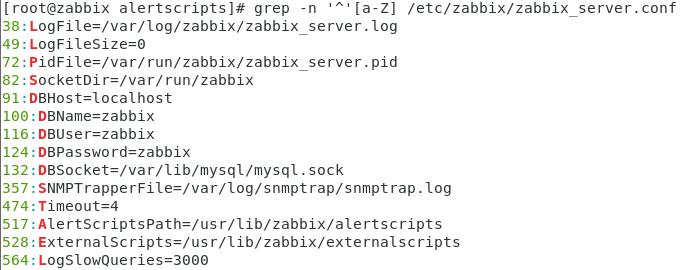 [root@zabbix alertscripts]# grep -n '^'[a-Z] /etc/zabbix/zabbix_server.conf
38:LogFile=/var/log/zabbix/zabbix_server.log
49:LogFileSize=0
72:PidFile=/var/run/zabbix/zabbix_server.pid
82:SocketDir=/var/run/zabbix
91:DBHost=localhost
100:DBName=zabbix
116:DBUser=zabbix
124:DBPassword=zabbix
132:DBSocket=/var/lib/mysql/mysql.sock
357:SNMPTrapperFile=/var/log/snmptrap/snmptrap.log
474:Timeout=4
517:AlertScriptsPath=/usr/lib/zabbix/alertscripts
528:ExternalScripts=/usr/lib/zabbix/externalscripts
564:LogSlowQueries=3000